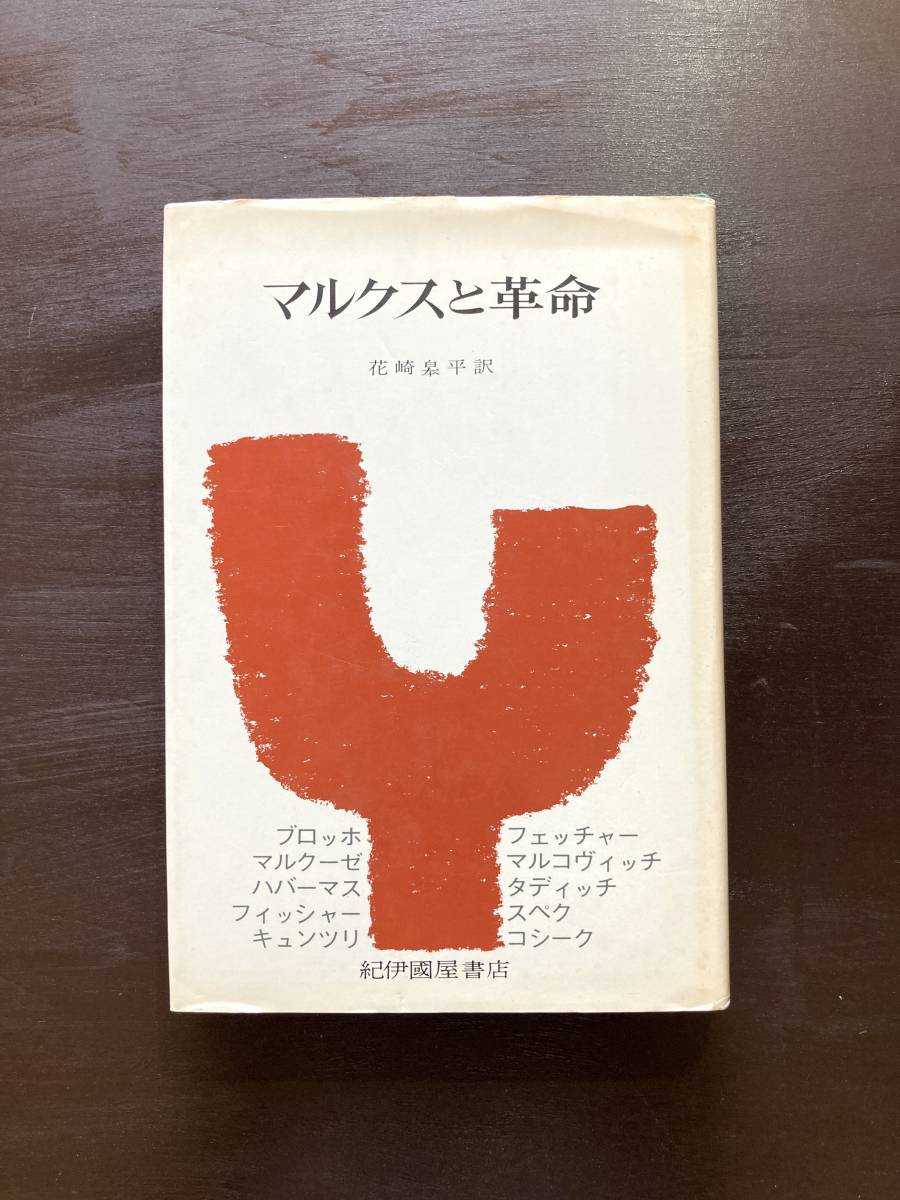 マルクスと革命
花崎皋平訳
ブロッホ
マルクーゼ
ハバーマス
フィッシャー
キュンツリ
フェッチャー
マルコヴィッチ
タディッチ
スペク
コシーク
紀伊國屋書店